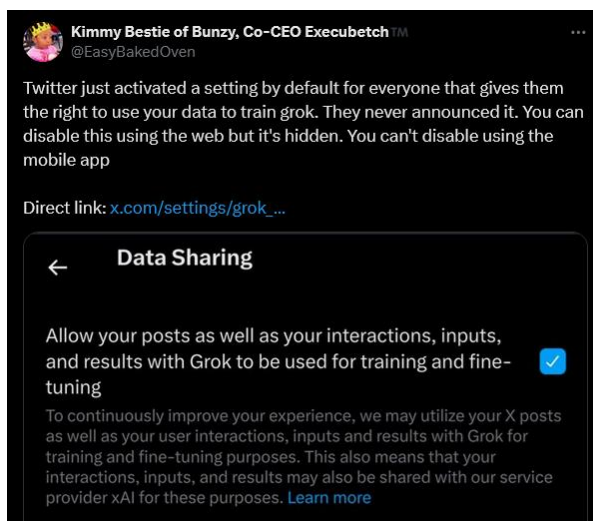 Kimmy Bestie of Bunzy, Co-CEO Execubetch™
@EasyBakedOven
Twitter just activated a setting by default for everyone that gives them
the right to use your data to train grok. They never announced it. You can
disable this using the web but it's hidden. You can't disable using the
mobile app
Direct link: x.com/settings/grok_...
Data Sharing
Allow your posts as well as your interactions, inputs,
and results with Grok to be used for training and fine-
tuning
To continuously improve your experience, we may utilize your X posts
as well as your user interactions, inputs and results with Grok for
training and fine-tuning purposes. This also means that your
interactions, inputs, and results may also be shared with our service
provider xAI for these purposes. Learn more